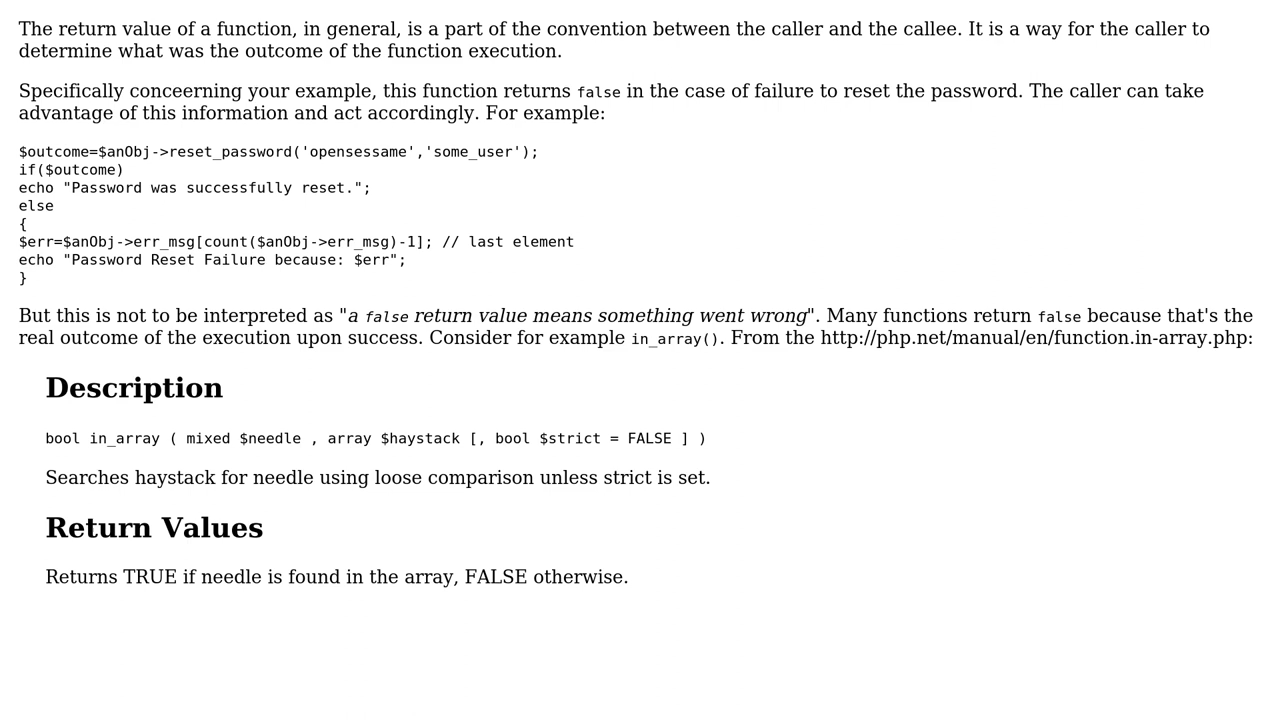 The return value of a function, in general, is a part of the convention between the caller and the callee. It is a way for the caller to
determine what was the outcome of the function execution.
Specifically conceerning your example, this function returns false in the case of failure to reset the password. The caller can take
advantage of this information and act accordingly. For example:
$outcome=$anObj->reset_password('opensessame','some_user');
if($outcome)
echo "Password was successfully reset.";
else
{
$err=$anObj->err_msg[count($anObj->err_msg)-1]; // last element
echo "Password Reset Failure because: $err";
}
But this is not to be interpreted as "a false return value means something went wrong". Many functions return false because that's the
real outcome of the execution upon success. Consider for example in_array(). From the http://php.net/manual/en/function.in-array.php:
Description
bool in_array ( mixed $needle , array $haystack [, bool $strict = FALSE ] )
Searches haystack for needle using loose comparison unless strict is set.
Return Values
Returns TRUE if needle is found in the array, FALSE otherwise.